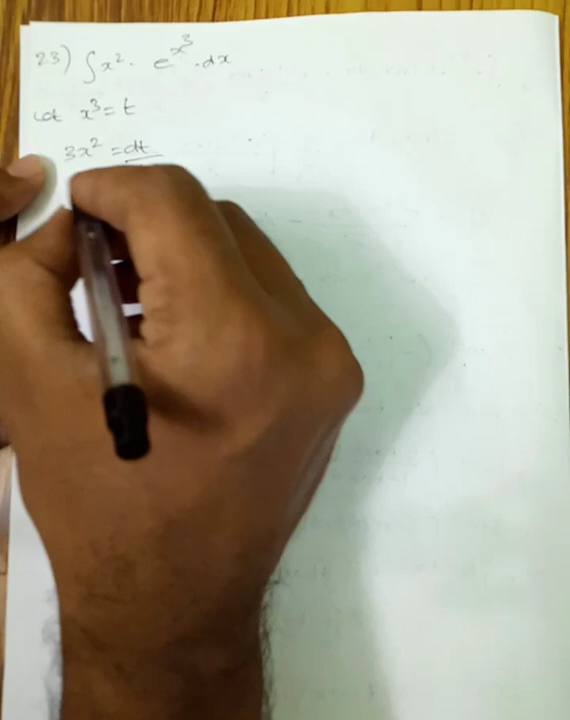 23) ∫x². e^x³ .dx
Let x³=t
3x² =dt